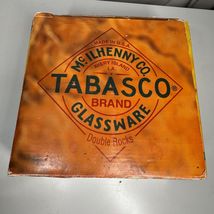 MADE IN U.S.A.
McILHENNY CO.
AVERY ISLAND
LA.
TABASCO®
BRAND
GLASSWARE
Double Rocks